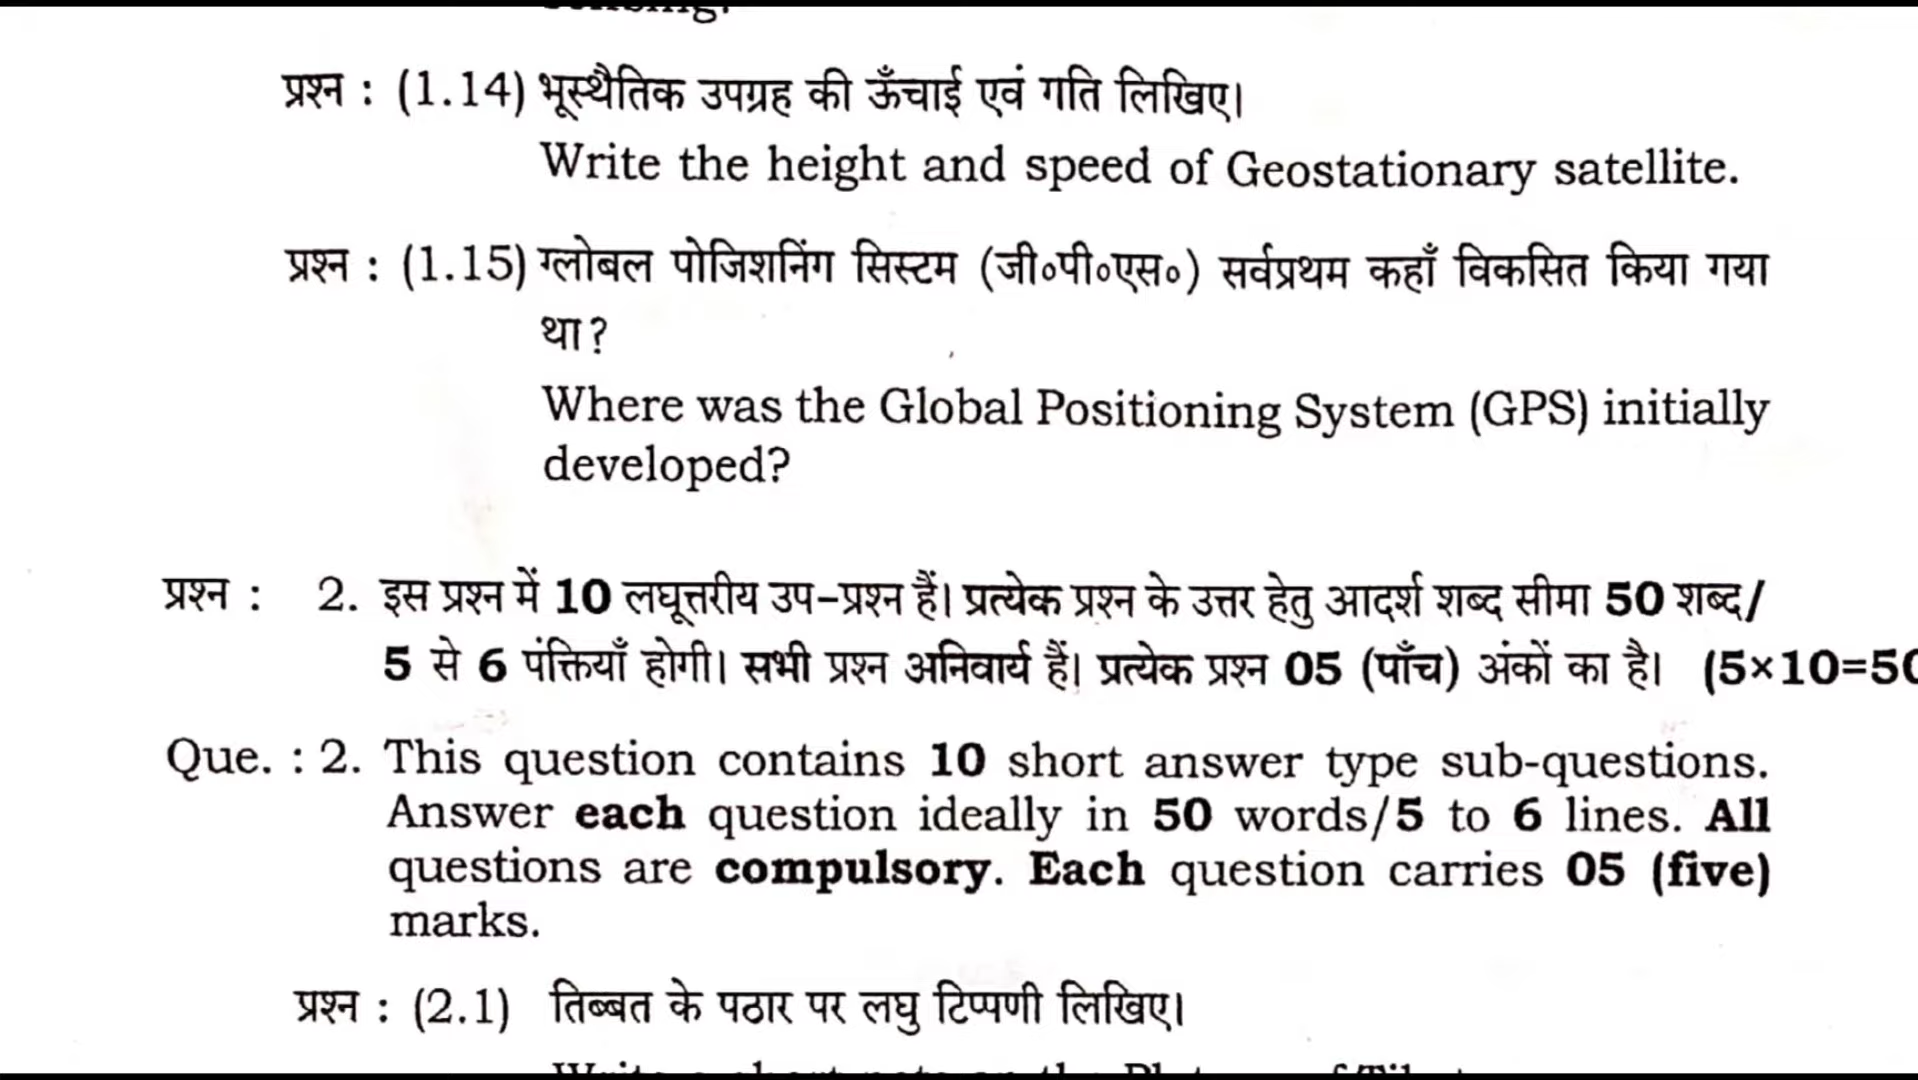 प्रश्न : (1.14) भूस्थैतिक उपग्रह की ऊँचाई एवं गति लिखिए।
Write the height and speed of Geostationary satellite.
प्रश्न : (1.15) ग्लोबल पोजिशनिंग सिस्टम (जी०पी०एस०) सर्वप्रथम कहाँ विकसित किया गया
था?
Where was the Global Positioning System (GPS) initially
developed?
प्रश्न : 2. इस प्रश्न में 10 लघूत्तरीय उप-प्रश्न हैं। प्रत्येक प्रश्न के उत्तर हेतु आदर्श शब्द सीमा 50 शब्द/
5 से 6 पंक्तियाँ होगी। सभी प्रश्न अनिवार्य हैं। प्रत्येक प्रश्न 05 (पाँच) अंकों का है। (5×10=50
Que. : 2. This question contains 10 short answer type sub-questions.
Answer each question ideally in 50 words/5 to 6 lines. All
questions are compulsory. Each question carries 05 (five)
marks.
प्रश्न : (2.1) तिब्बत के पठार पर लघु टिप्पणी लिखिए।